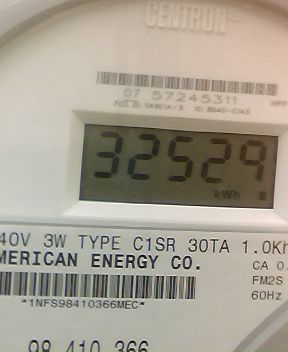 CENTRON®
07 57245311
32529
kWh
40V 3W TYPE C1SR 30TA 1.0Kh
MERICAN ENERGY CO.
CA 0.
FM2S
60Hz
*1NFS98410366MEC*
98 410 366